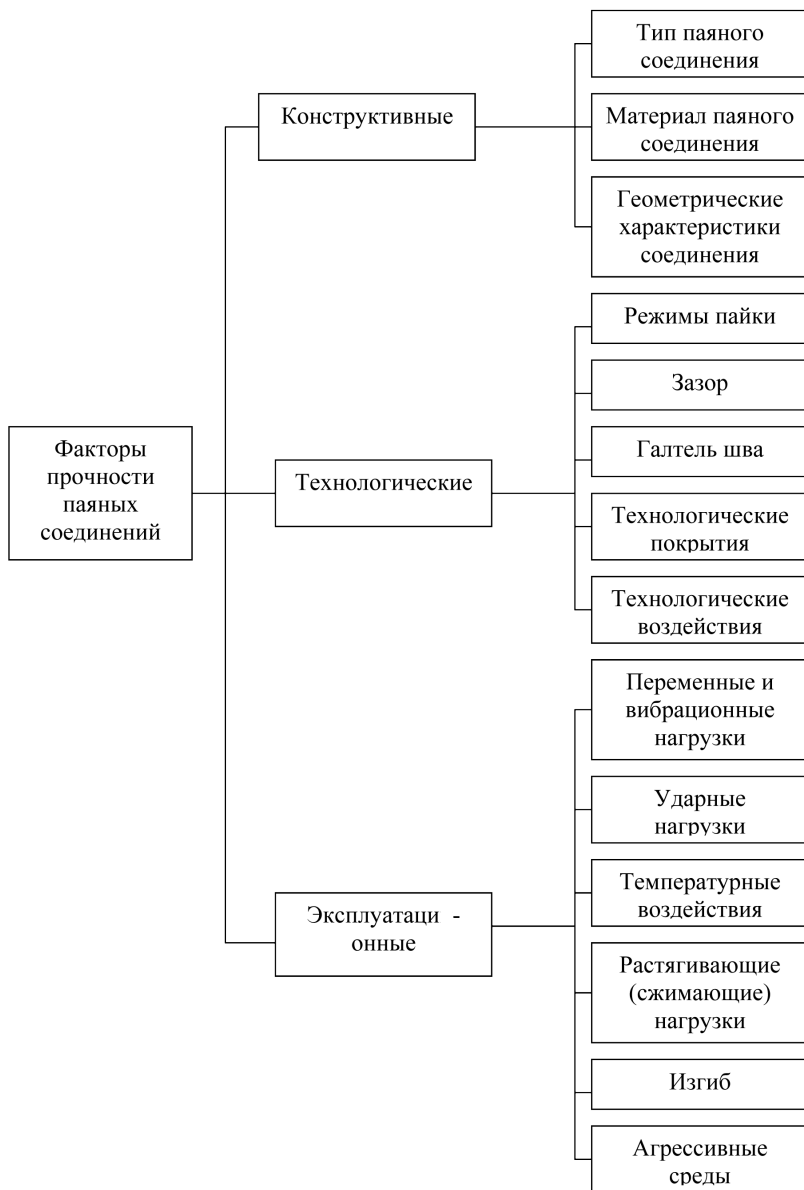 Тип паяного
соединения
Конструктивные
Материал паяного
соединения
Геометрические
характеристики
соединения
Режимы пайки
Зазор
Факторы
прочности
паяных
соединений
Технологические
Галтель шва
Технологические
покрытия
Технологические
воздействия
Переменные и
вибрационные
нагрузки
Ударные
нагрузки
Эксплуатаци -
онные
Температурные
воздействия
Растягивающие
(сжимающие)
нагрузки
Изгиб
Агрессивные
среды